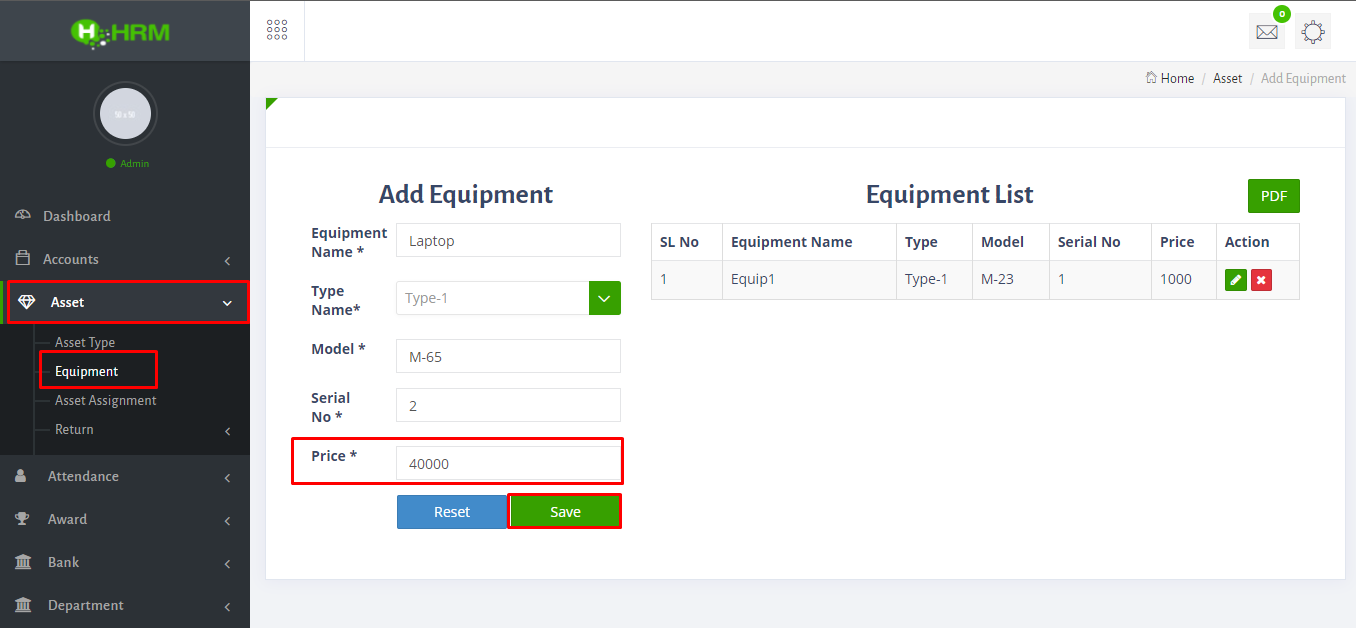 H HRM
0
Home / Asset / Add Equipment
Admin
Dashboard
Accounts
Asset
Asset Type
Equipment
Asset Assignment
Return
Attendance
Award
Bank
Department
Add Equipment
Equipment Name *
Laptop
Type Name*
Type-1
Model *
M-65
Serial No *
2
Price *
40000
Reset
Save
Equipment List
PDF
SL No Equipment Name Type Model Serial No Price Action
1 Equip1 Type-1 M-23 1 1000